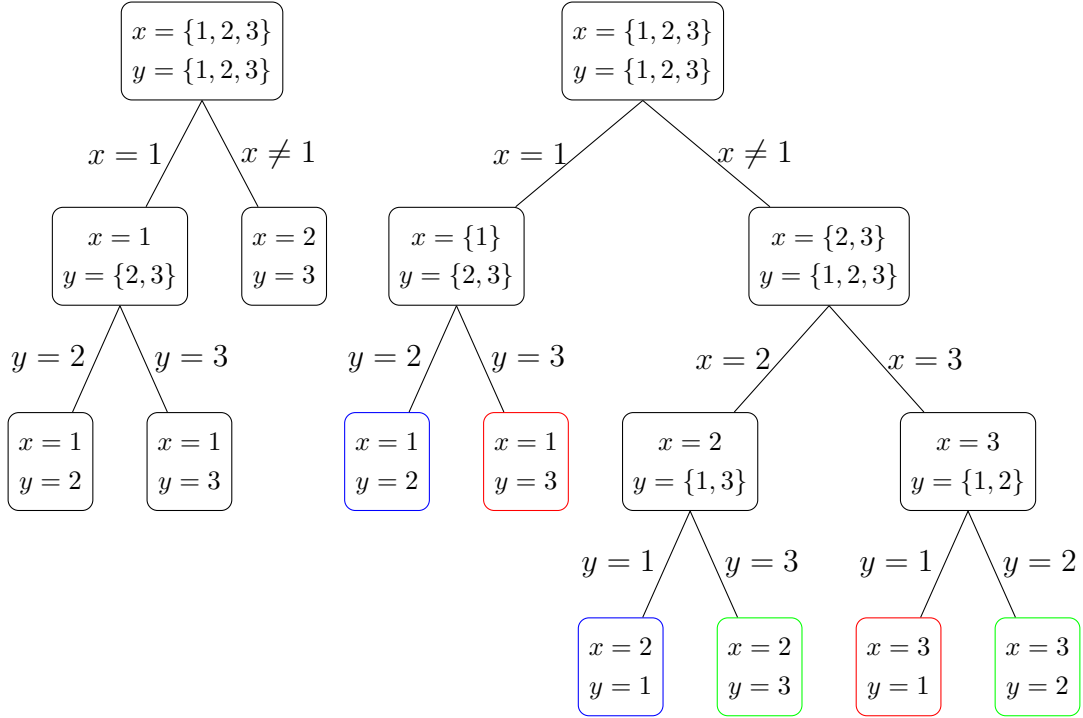 x = {1, 2, 3}
y = {1, 2, 3}
x = 1
x ≠ 1
x = 1
y = {2, 3}
x = 2
y = 3
y = 2
y = 3
x = 1
y = 2
x = 1
y = 3
x = {1, 2, 3}
y = {1, 2, 3}
x = 1
x ≠ 1
x = {1}
y = {2, 3}
x = {2, 3}
y = {1, 2, 3}
y = 2
y = 3
x = 2
x = 3
x = 1
y = 2
x = 1
y = 3
x = 2
y = {1, 3}
x = 3
y = {1, 2}
y = 1
y = 3
y = 1
y = 2
x = 2
y = 1
x = 2
y = 3
x = 3
y = 1
x = 3
y = 2